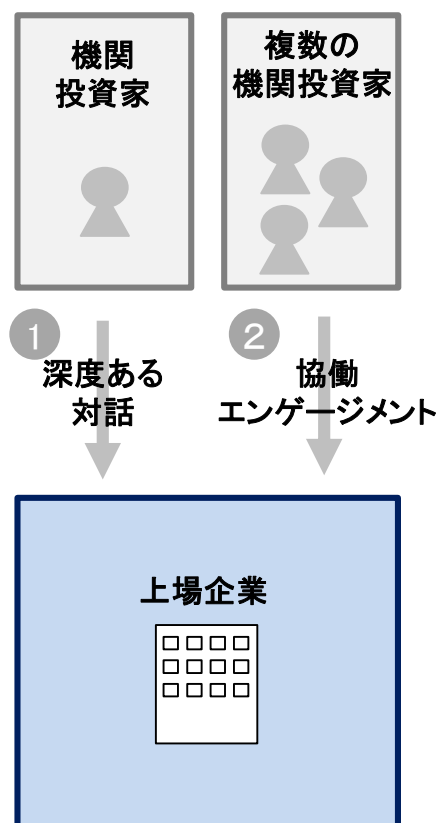 機関
投資家
複数の
機関投資家
1
深度ある
対話
2
協働
エンゲージメント
上場企業